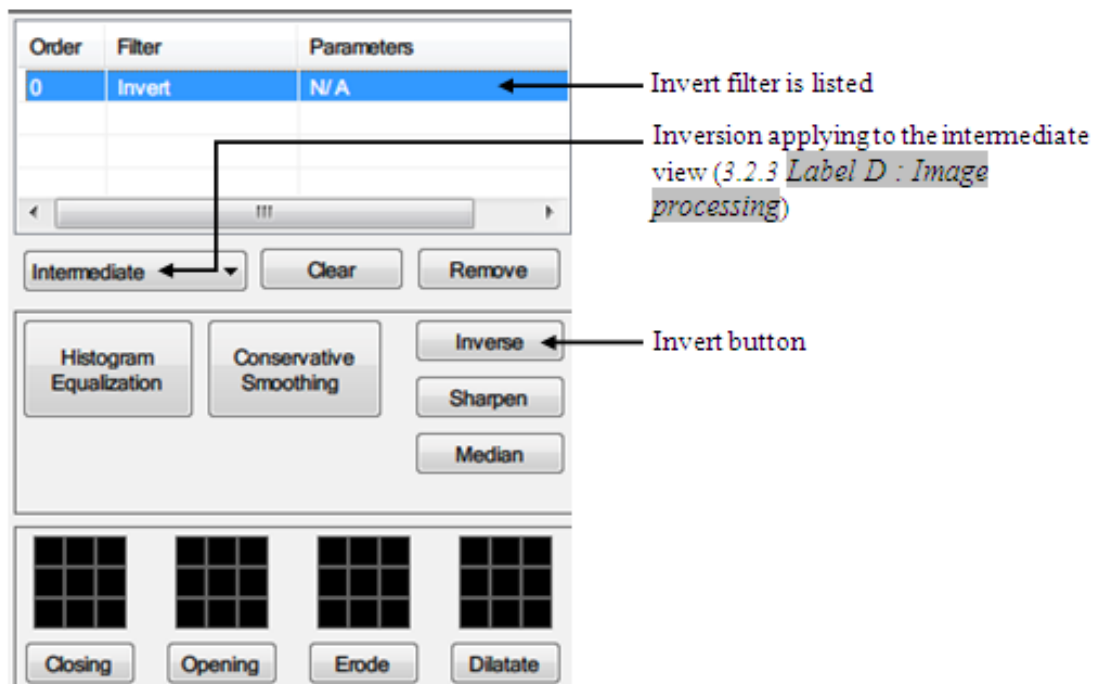 Order Filter Parameters
0 Invert N/A
Invert filter is listed
Inversion applying to the intermediate
view (3.2.3 Label D : Image
processing)
Intermediate Clear Remove
Histogram
Equalization
Conservative
Smoothing
Inverse
Invert button
Sharpen
Median
Closing Opening Erode Dilatate